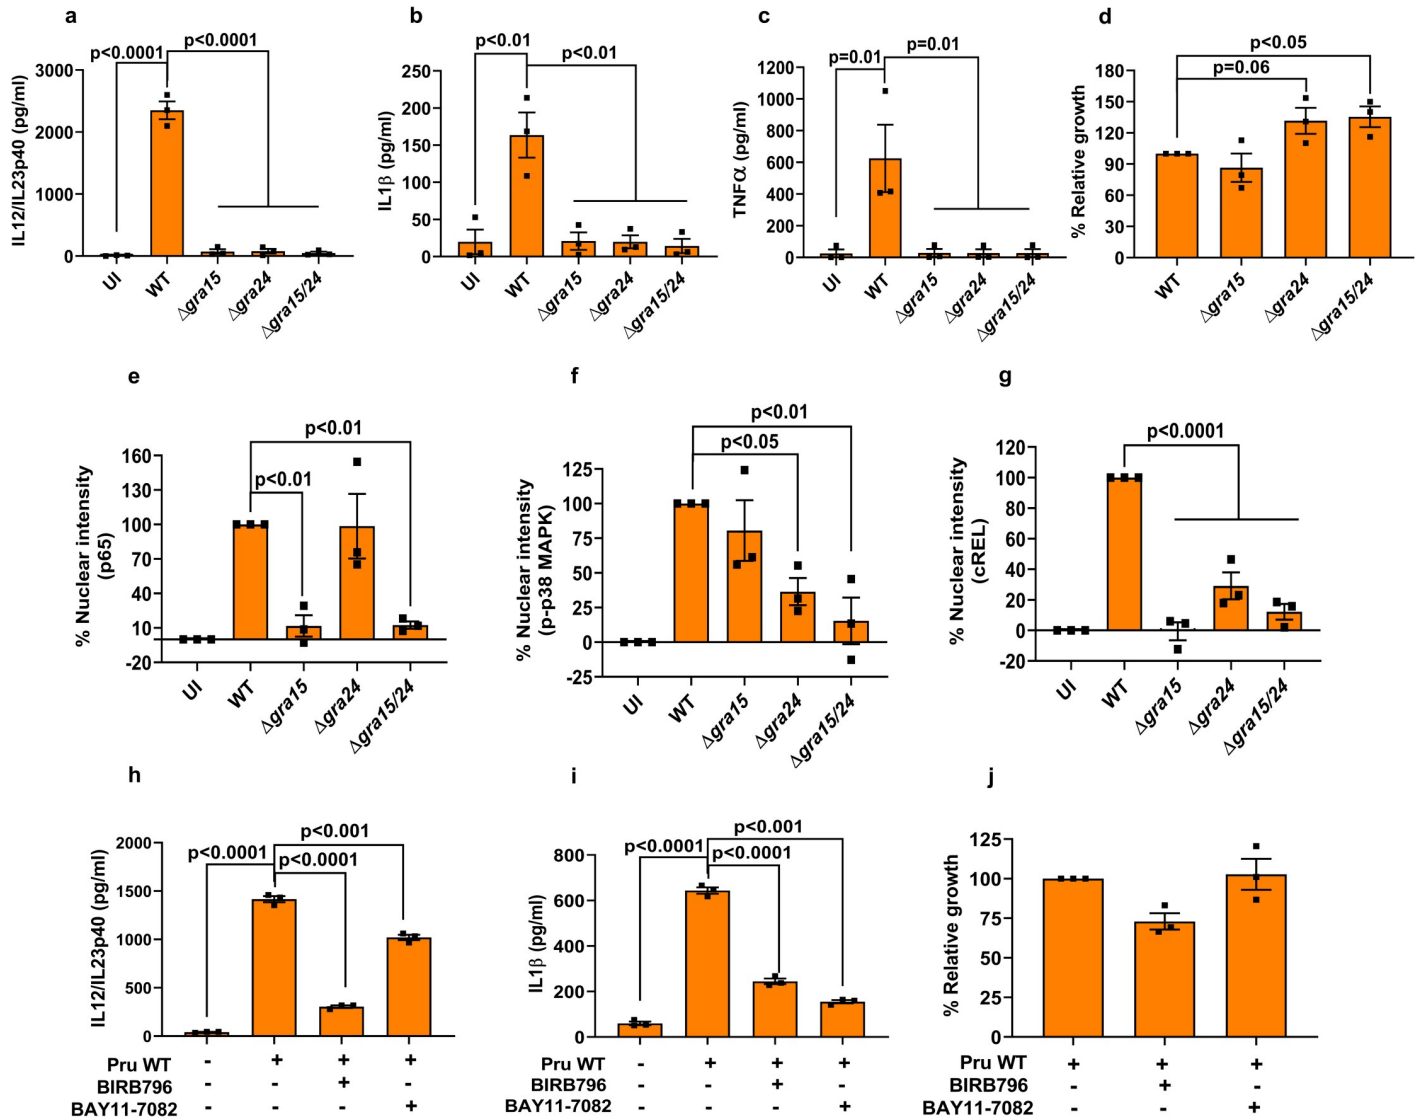 a
p<0.0001
p<0.0001
IL12/IL23p40 (pg/ml)
3000
2000
1000
0
UI
WT
Δgra15
Δgra24
Δgra15/24
b
p<0.01
p<0.01
IL1β (pg/ml)
250
200
150
100
50
0
UI
WT
Δgra15
Δgra24
Δgra15/24
c
p=0.01
p=0.01
TNFα (pg/ml)
1200
1000
800
600
400
200
0
UI
WT
Δgra15
Δgra24
Δgra15/24
d
p<0.05
p=0.06
% Relative growth
180
150
120
90
60
30
0
WT
Δgra15
Δgra24
Δgra15/24
e
p<0.01
p<0.01
% Nuclear intensity
(p65)
160
130
100
70
40
10
-20
UI
WT
Δgra15
Δgra24
Δgra15/24
f
p<0.01
p<0.05
% Nuclear intensity
(p-p38 MAPK)
125
100
75
50
25
0
-25
UI
WT
Δgra15
Δgra24
Δgra15/24
g
p<0.0001
% Nuclear intensity
(cREL)
120
100
80
60
40
20
0
-20
UI
WT
Δgra15
Δgra24
Δgra15/24
h
p<0.001
p<0.0001
p<0.0001
IL12/IL23p40 (pg/ml)
2000
1500
1000
500
0
Pru WT - + + +
BIRB796 - - + -
BAY11-7082 - - - +
i
p<0.001
p<0.0001
p<0.0001
IL1β (pg/ml)
800
600
400
200
0
Pru WT - + + +
BIRB796 - - + -
BAY11-7082 - - - +
j
% Relative growth
125
100
75
50
25
0
Pru WT + + +
BIRB796 - + -
BAY11-7082 - - +